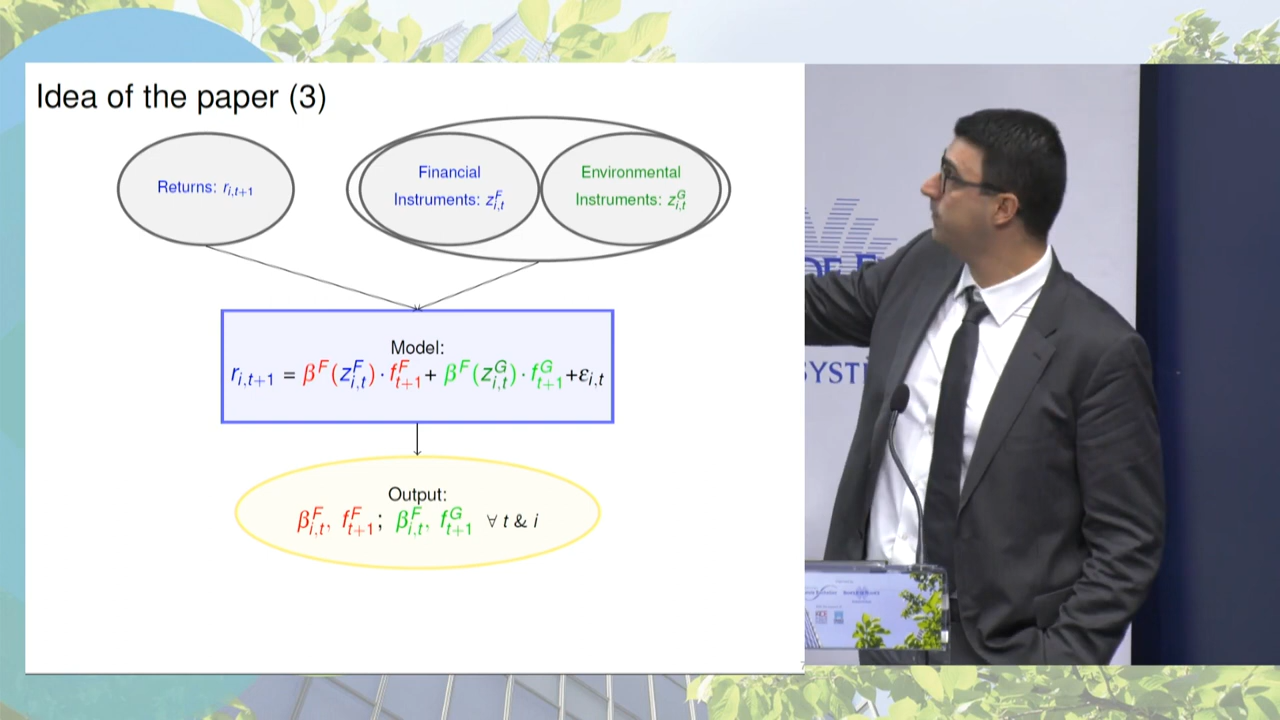 Idea of the paper (3)
Returns: r_{i,t+1}
Financial
Instruments: z^F_{i,t}
Environmental
Instruments: z^G_{i,t}
Model:
r_{i,t+1} = β^F(z^F_{i,t}) · f^F_{t+1} + β^F(z^G_{i,t}) · f^G_{t+1} + ε_{i,t}
Output:
β^F_{i,t}, f^F_{t+1}; β^F_{i,t}, f^G_{t+1} ∀ t & i